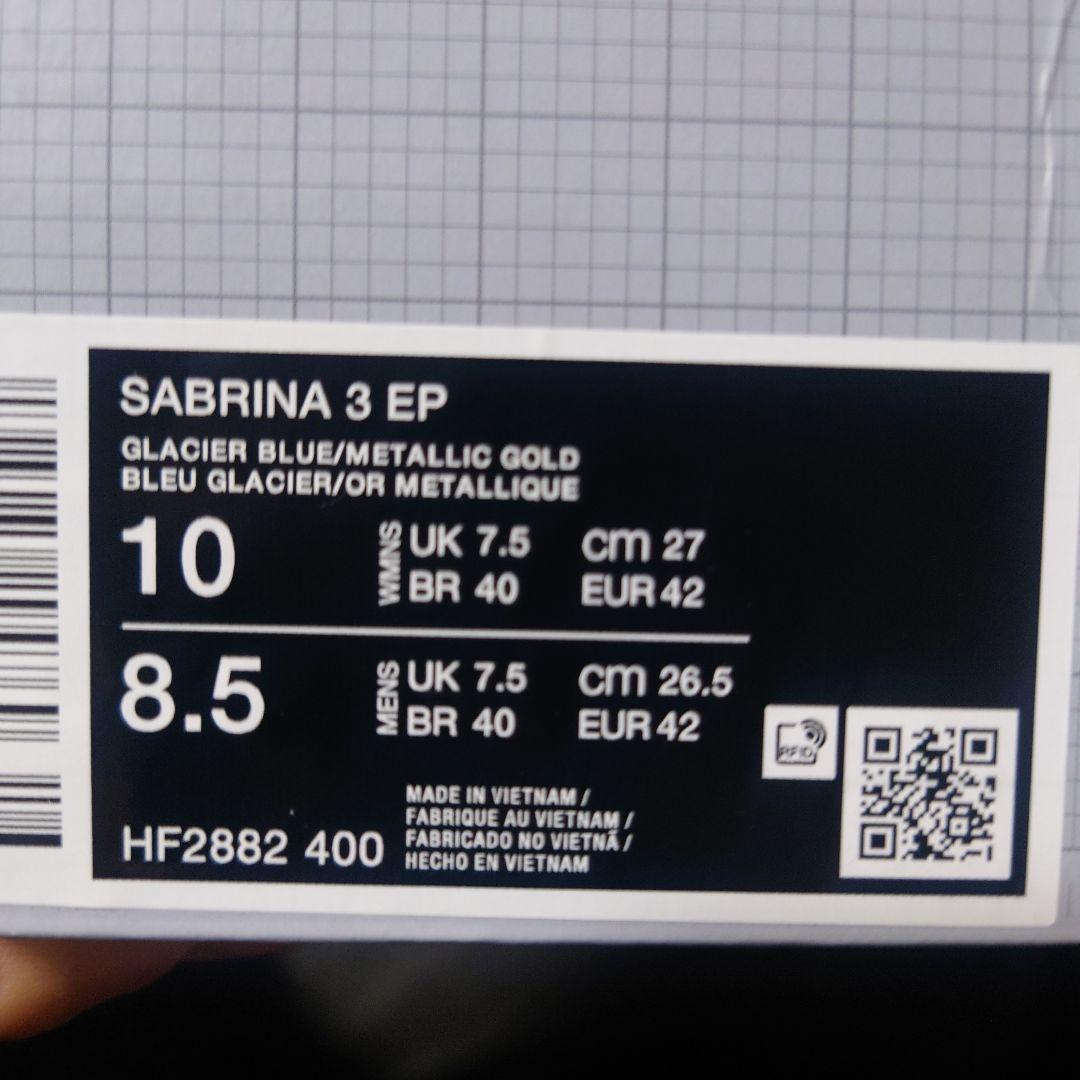 SABRINA 3 EP
GLACIER BLUE/METALLIC GOLD
BLEU GLACIER/OR METALLIQUE
10 WMNS UK 7.5 cm 27
BR 40 EUR 42
8.5 MENS UK 7.5 cm 26.5
BR 40 EUR 42
RFID
HF2882 400
MADE IN VIETNAM /
FABRIQUE AU VIETNAM /
FABRICADO NO VIETNÃ /
HECHO EN VIETNAM